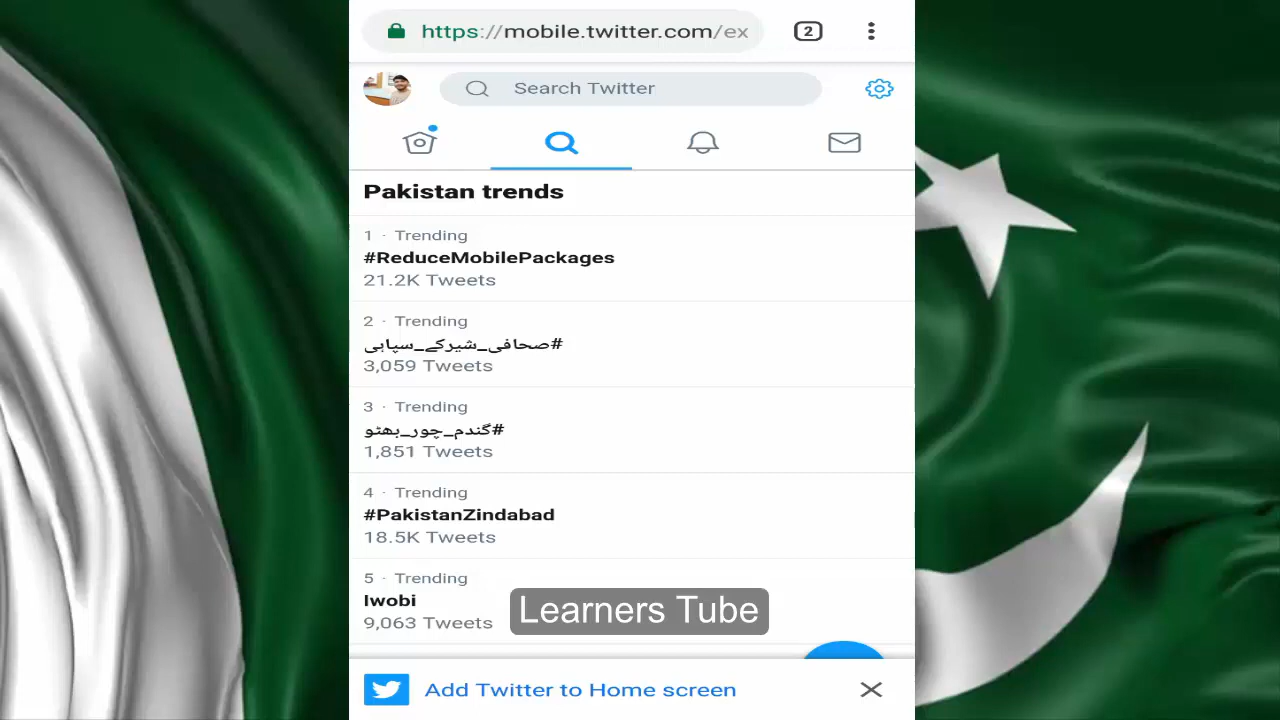 https://mobile.twitter.com/ex
2
Search Twitter
Pakistan trends
1 · Trending
#ReduceMobilePackages
21.2K Tweets
2 · Trending
#صحافی_شیرکے_سپاہی
3,059 Tweets
3 · Trending
#گندم_چور_بھٹو
1,851 Tweets
4 · Trending
#PakistanZindabad
18.5K Tweets
5 · Trending
Iwobi
9,063 Tweets
Learners Tube
Add Twitter to Home screen